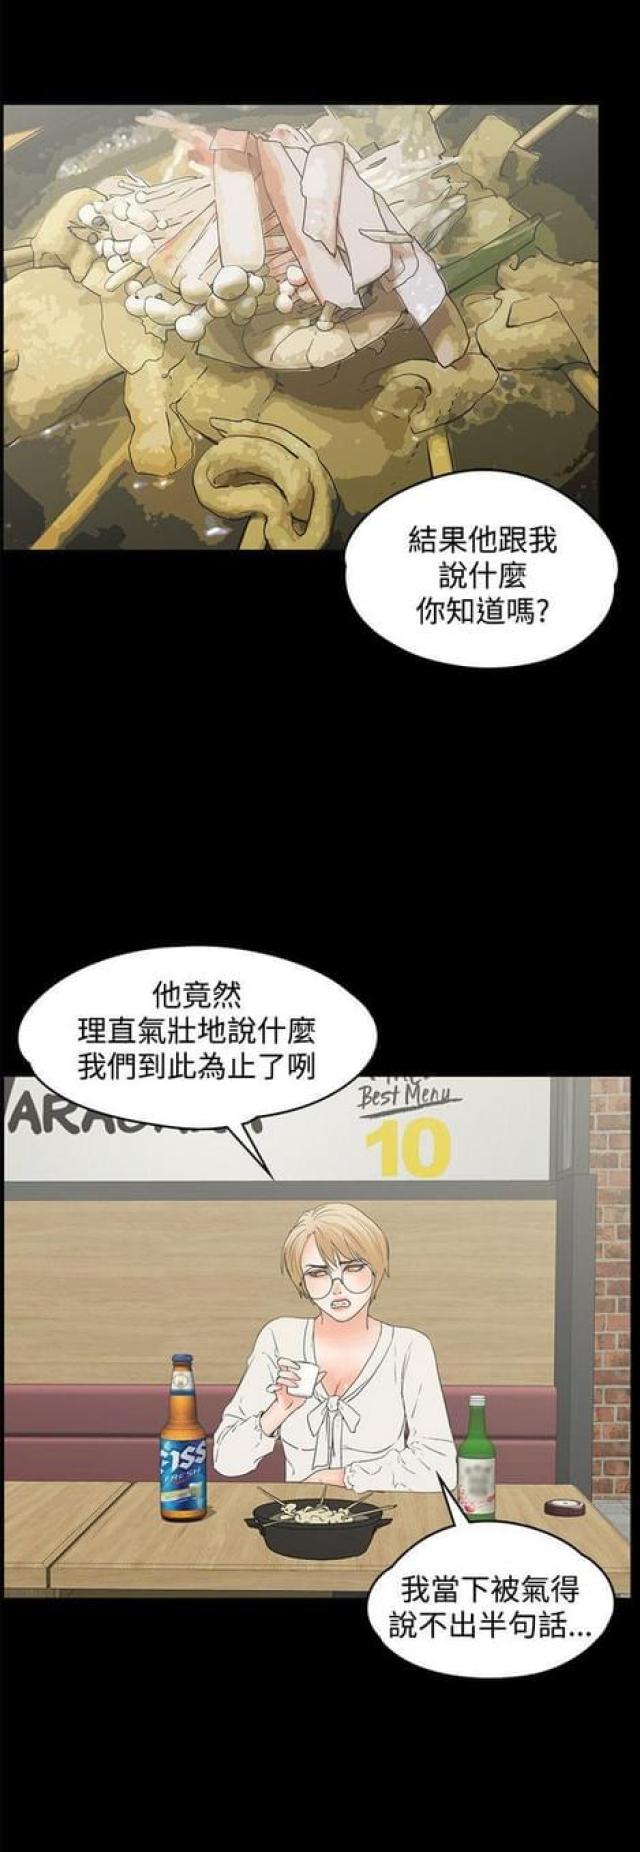 結果他跟我
說什麼
你知道嗎?
他竟然
理直氣壯地說什麼
我們到此為止了咧
Best Menu
10
FRESH
我當下被氣得
說不出半句話...